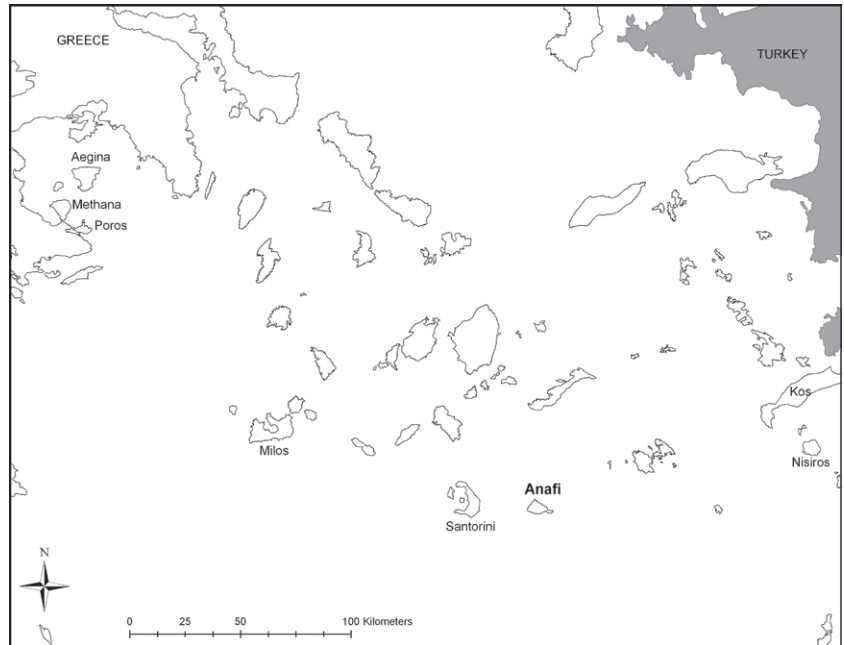 GREECE
TURKEY
Aegina
Methana
Poros
Kos
Milos
Nisiros
Anafi
Santorini
N
0 25 50 100 Kilometers